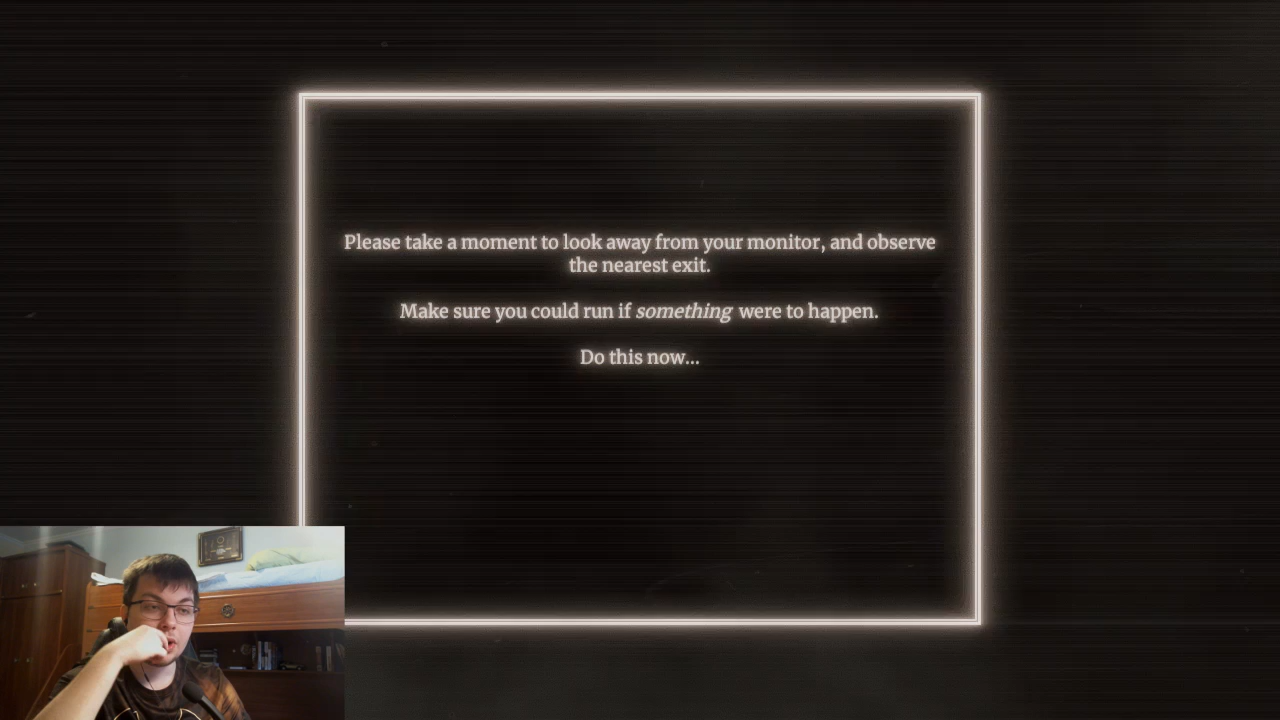 Please take a moment to look away from your monitor, and observe
the nearest exit.
Make sure you could run if something were to happen.
Do this now...